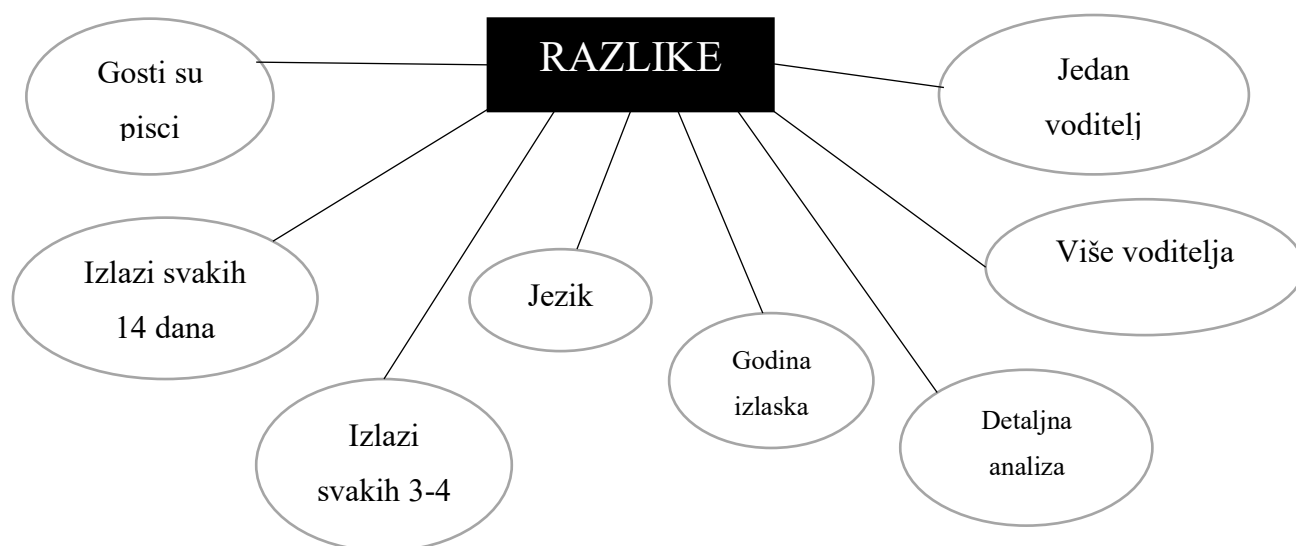 RAZLIKE
Gosti su
pisci
Jedan
voditelj
Izlazi svakih
14 dana
Više voditelja
Jezik
Godina
izlaska
Izlazi
svakih 3-4
Detaljna
analiza